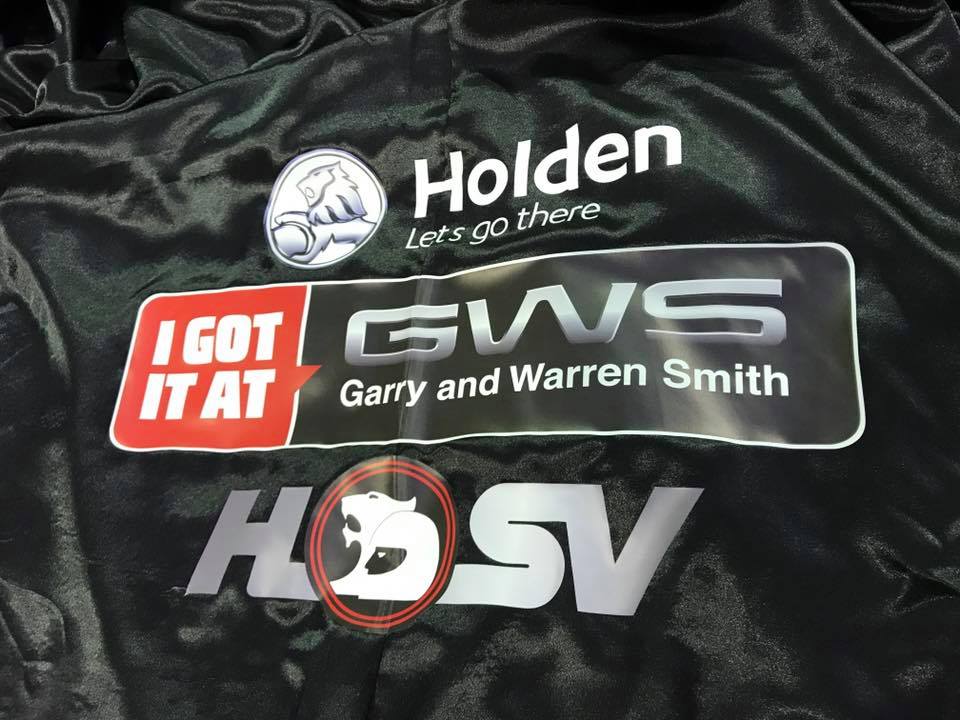 Holden
Lets go there
I GOT
IT AT
GWS
Garry and Warren Smith
HSV